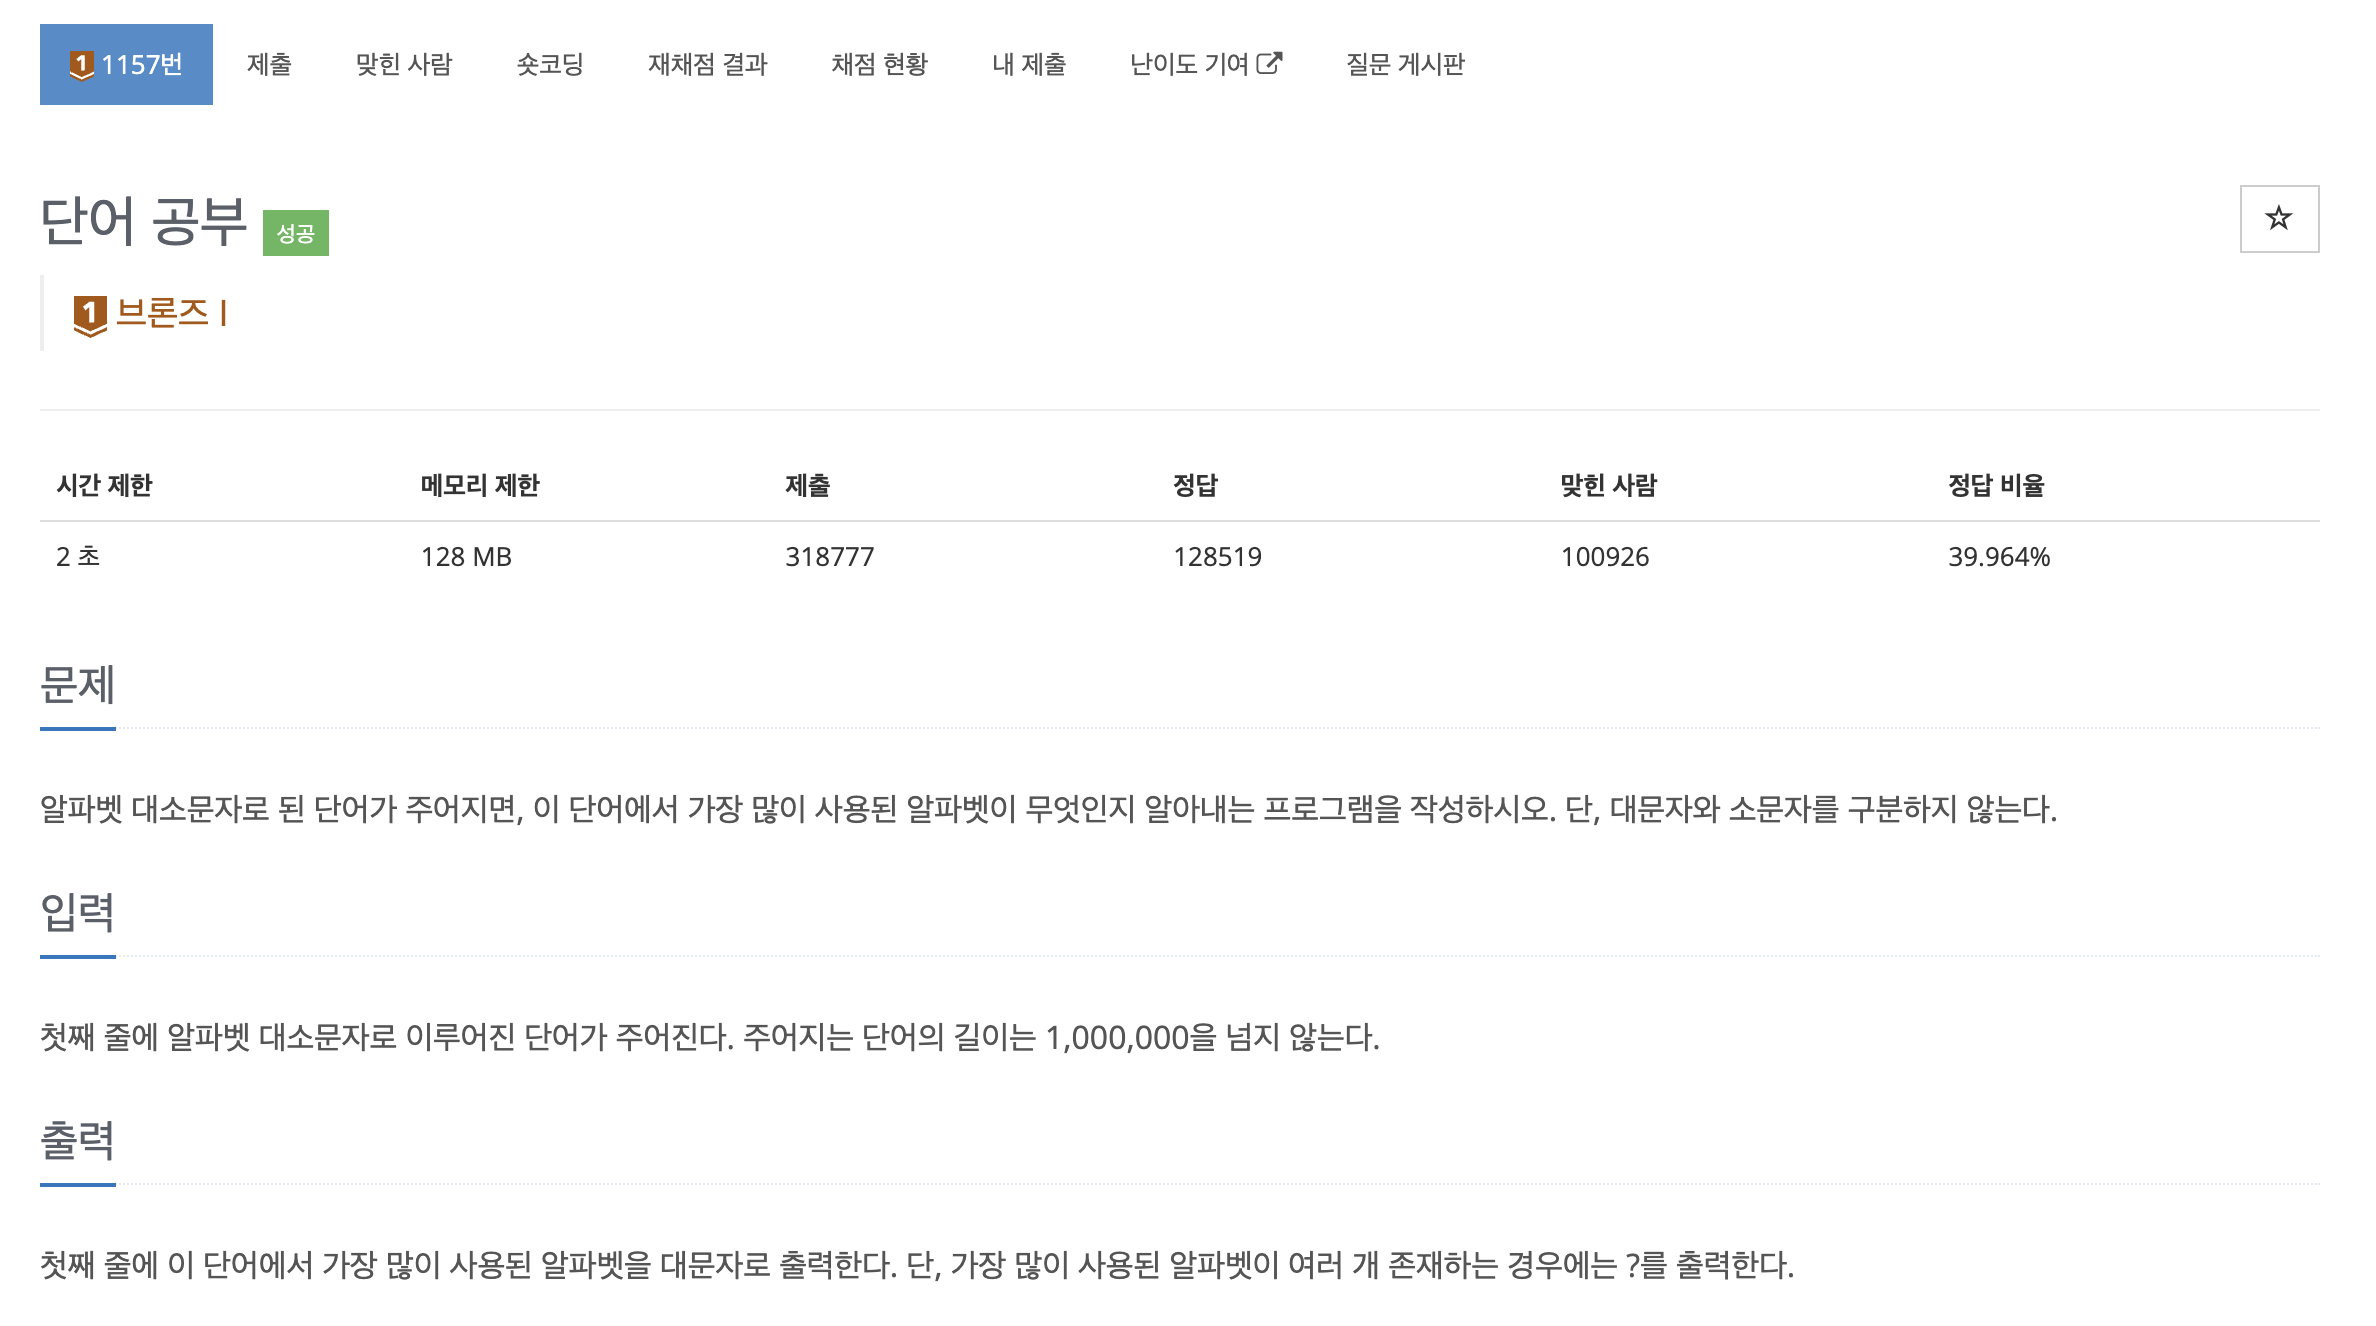 1 1157번 제출 맞힌 사람 숏코딩 재채점 결과 채점 현황 내 제출 난이도 기여 질문 게시판
단어 공부 성공
1 브론즈 I
시간 제한 메모리 제한 제출 정답 맞힌 사람 정답 비율
2 초 128 MB 318777 128519 100926 39.964%
문제
알파벳 대소문자로 된 단어가 주어지면, 이 단어에서 가장 많이 사용된 알파벳이 무엇인지 알아내는 프로그램을 작성하시오. 단, 대문자와 소문자를 구분하지 않는다.
입력
첫째 줄에 알파벳 대소문자로 이루어진 단어가 주어진다. 주어지는 단어의 길이는 1,000,000을 넘지 않는다.
출력
첫째 줄에 이 단어에서 가장 많이 사용된 알파벳을 대문자로 출력한다. 단, 가장 많이 사용된 알파벳이 여러 개 존재하는 경우에는 ?를 출력한다.